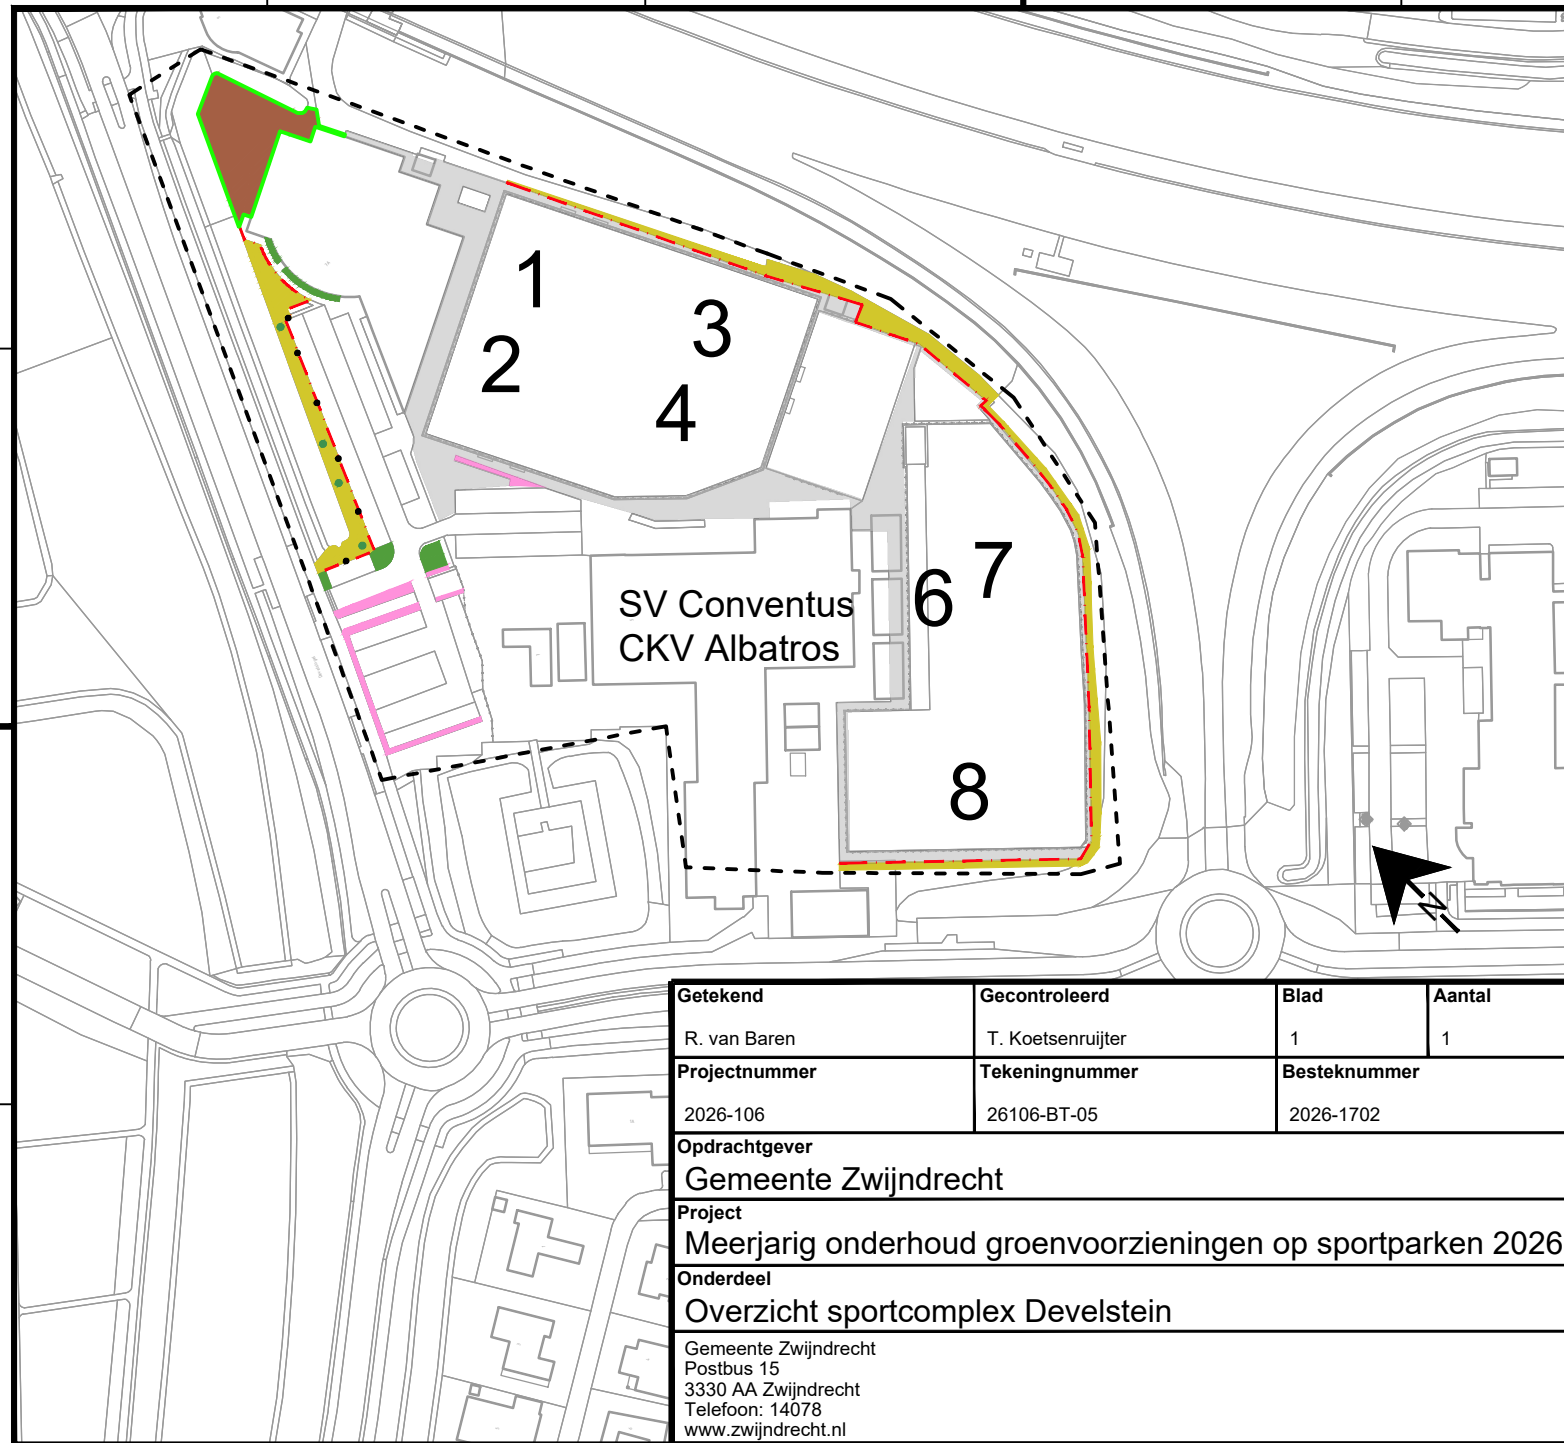 1
2
3
4
SV Conventus
CKV Albatros
6
7
8
N
Getekend
R. van Baren
Gecontroleerd
T. Koetsenruijter
Blad
1
Aantal
1
Projectnummer
2026-106
Tekeningnummer
26106-BT-05
Besteknummer
2026-1702
Opdrachtgever
Gemeente Zwijndrecht
Project
Meerjarig onderhoud groenvoorzieningen op sportparken 2026
Onderdeel
Overzicht sportcomplex Develstein
Gemeente Zwijndrecht
Postbus 15
3330 AA Zwijndrecht
Telefoon: 14078
www.zwijndrecht.nl